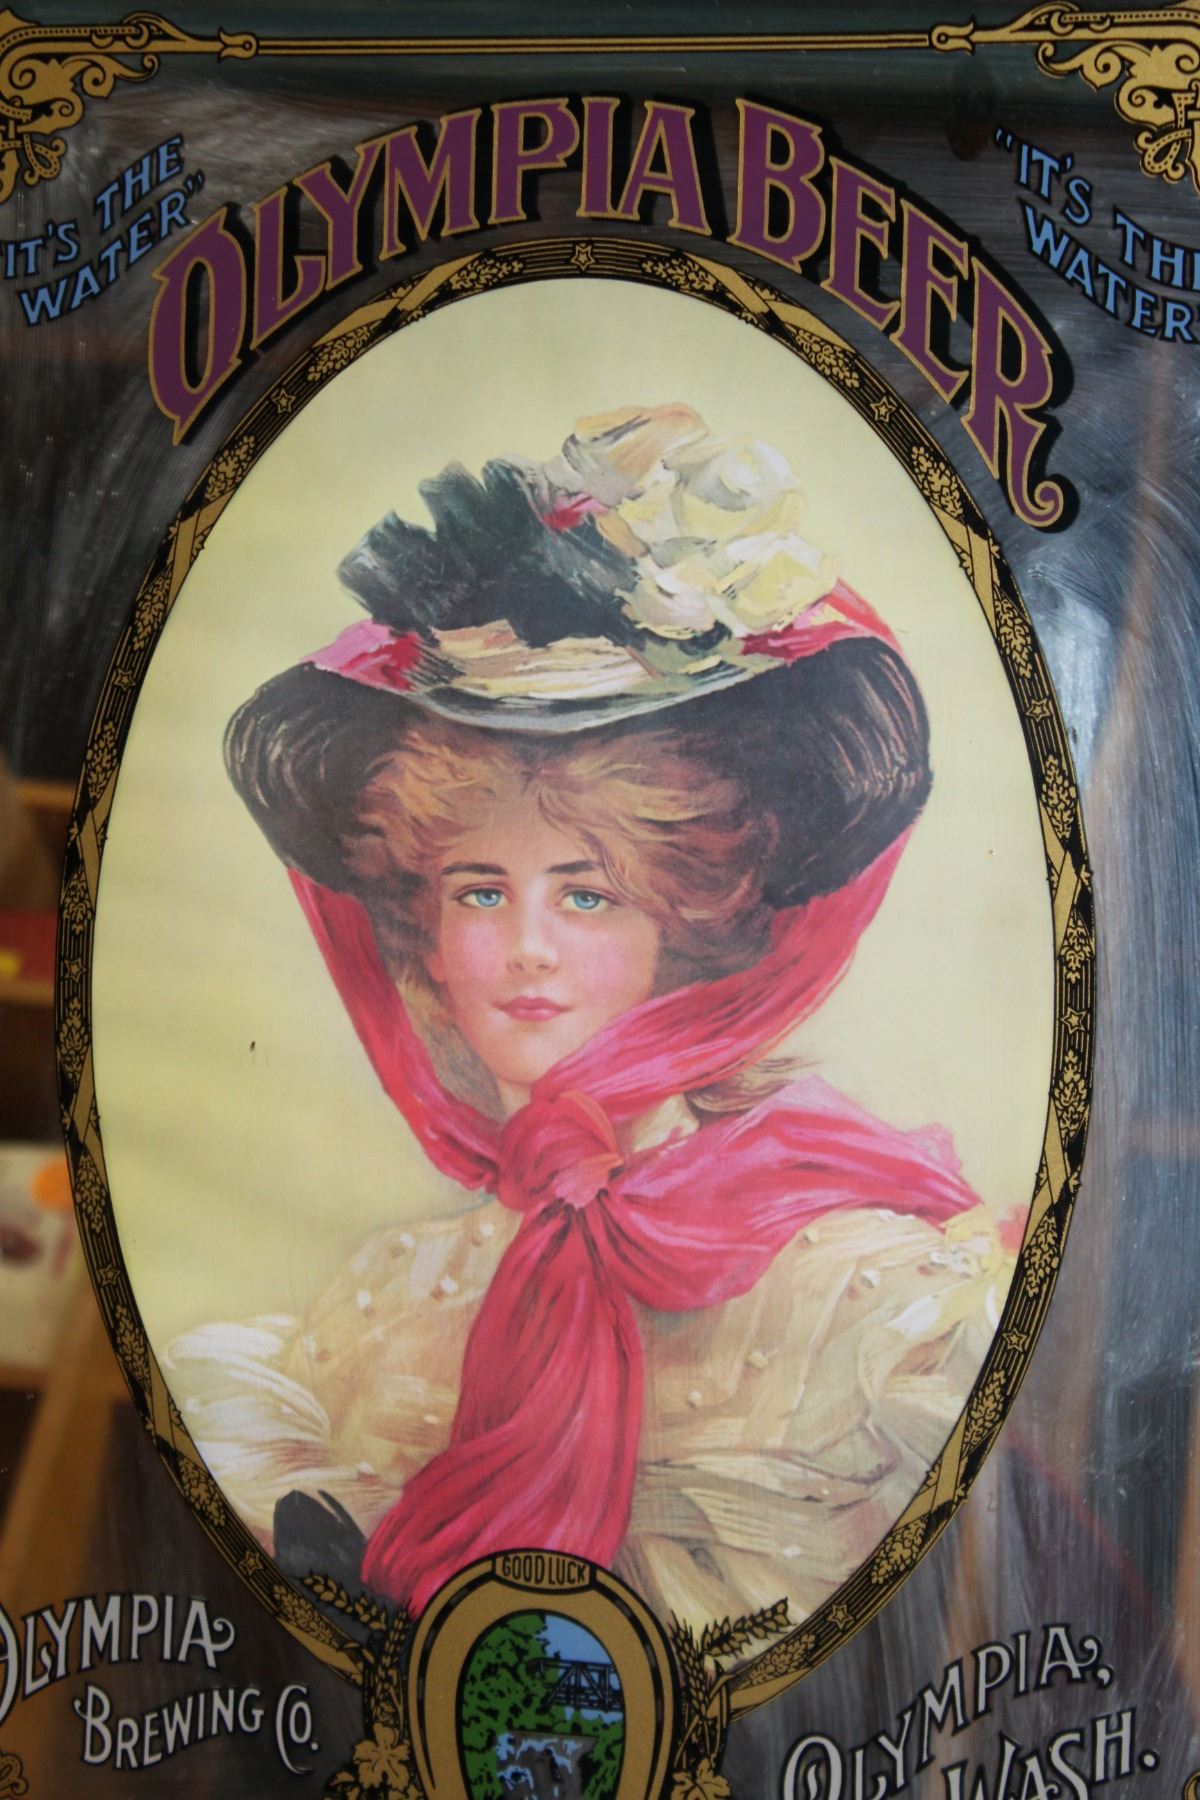 OLYMPIA BEER
"IT'S THE
WATER"
"IT'S THE
WATER
GOOD LUCK
OLYMPIA
BREWING CO.
OLYMPIA,
WASH.